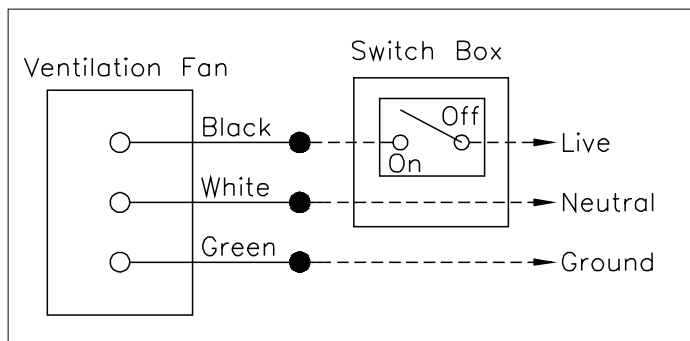 Switch Box
Ventilation Fan
Black
Off
On
Live
White
Neutral
Green
Ground